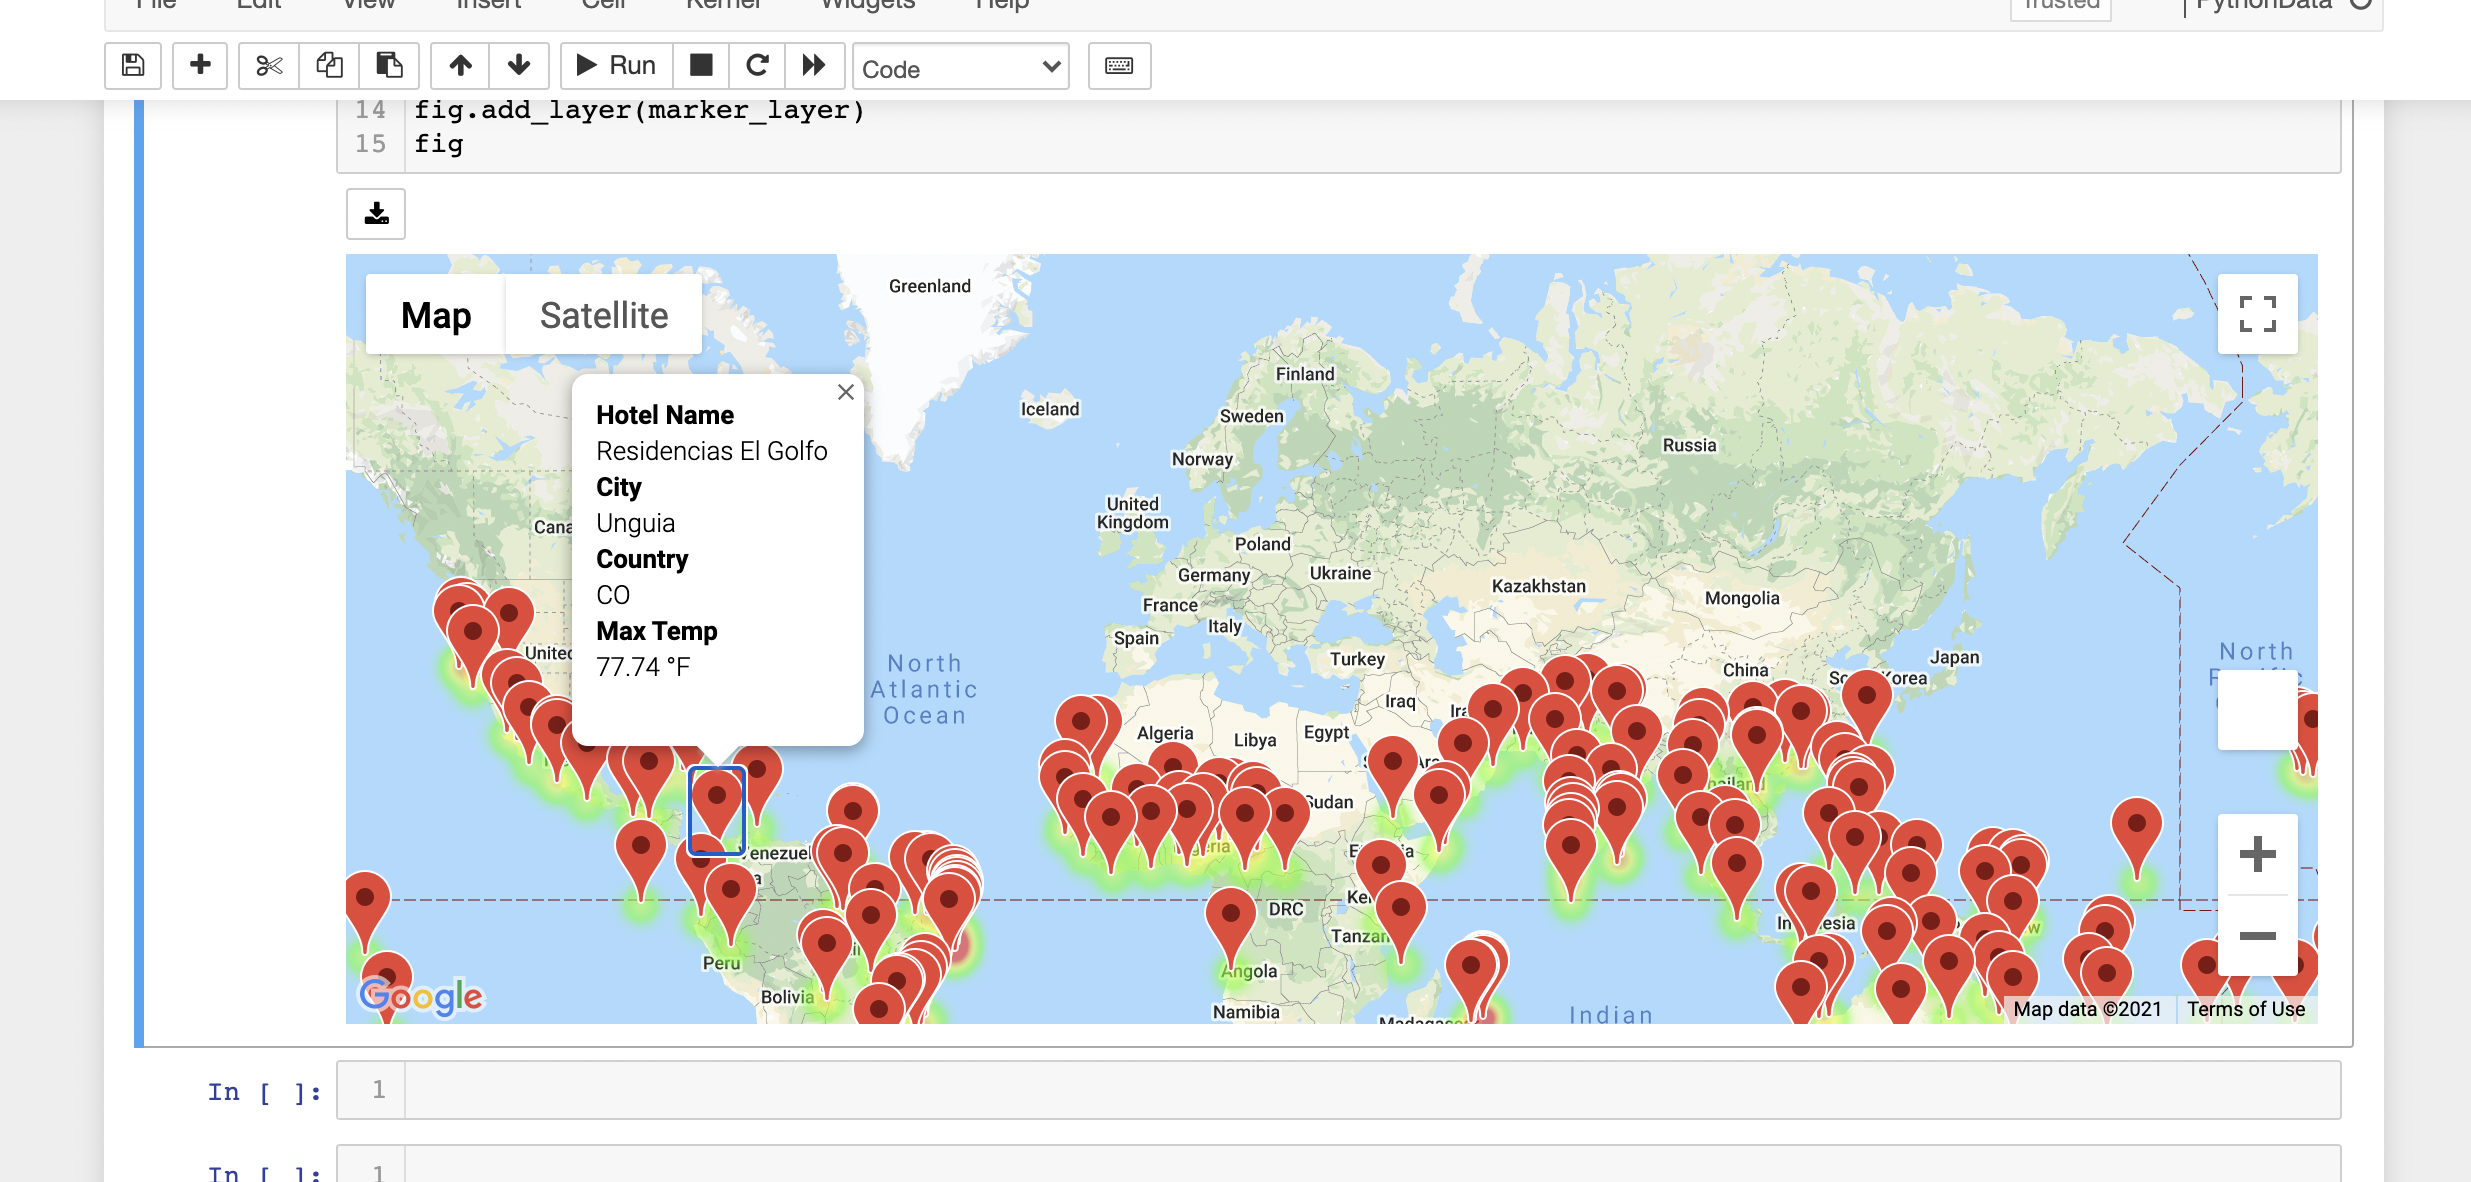 File Edit View Insert Cell Kernel Widgets Help Trusted PythonData
Run Code
14 fig.add_layer(marker_layer)
15 fig
Map Satellite
Greenland
Finland
Iceland
Sweden
Russia
Norway
United
Kingdom
Poland
Germany
Ukraine
Kazakhstan
Mongolia
France
Italy
Spain
Turkey
China
Japan
Korea
Iraq
Algeria
Libya
Egypt
Sudan
DRC
Peru
Angola
Bolivia
Namibia
North
Atlantic
Ocean
North
Indian
Hotel Name
Residencias El Golfo
City
Unguia
Country
CO
Max Temp
77.74 °F
Google
Map data ©2021 Terms of Use
In [ ]: 1
In [ ]: 1